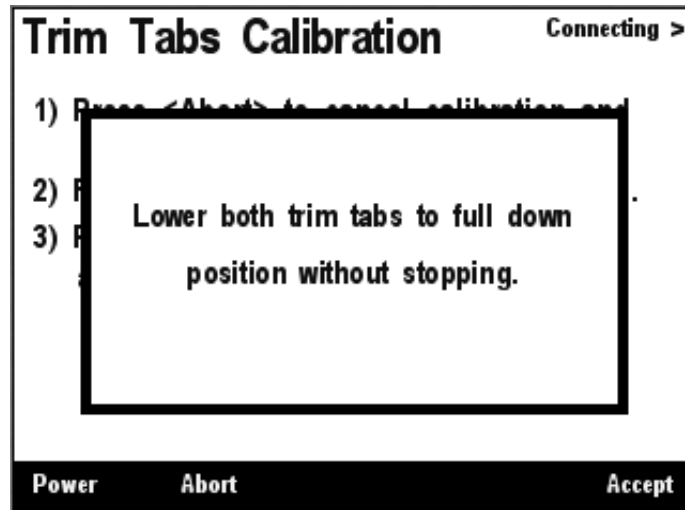 Trim Tabs Calibration
Connecting >
1)
Lower both trim tabs to full down
position without stopping.
2)
3)
Power Abort Accept